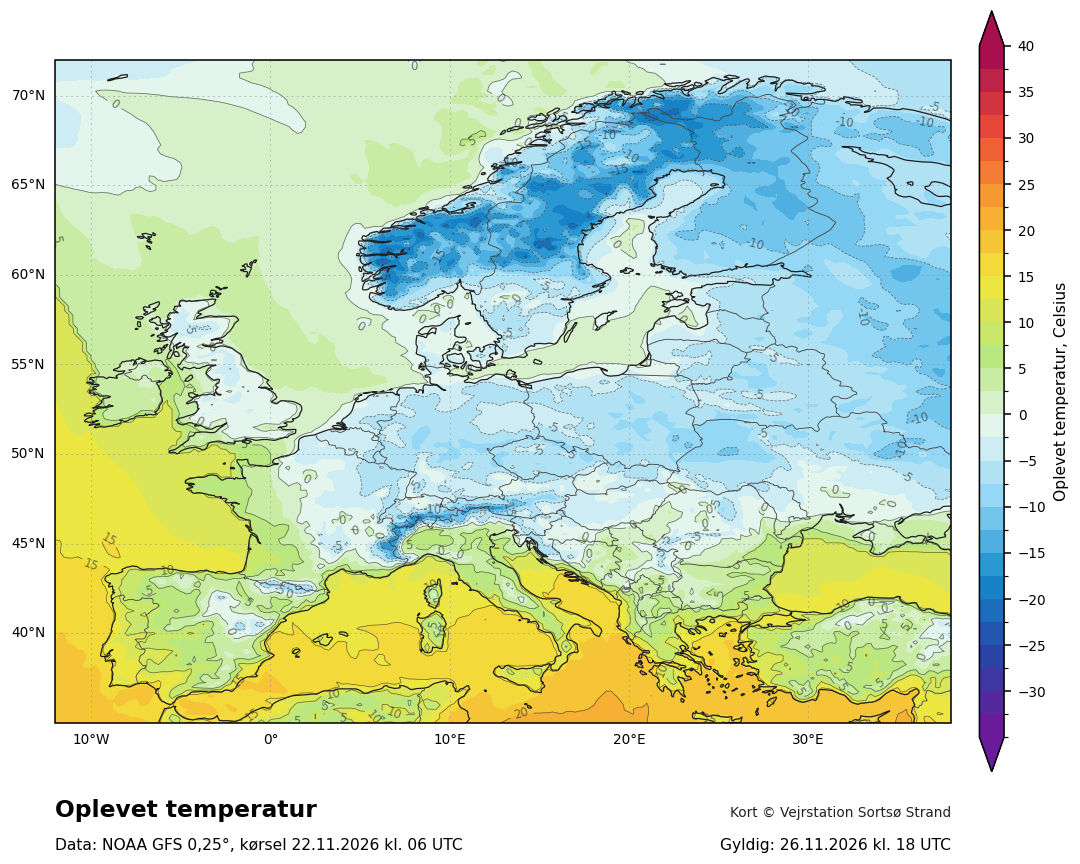 70°N
65°N
60°N
55°N
50°N
45°N
40°N
10°W
0°
10°E
20°E
30°E
40
35
30
25
20
15
10
5
0
−5
−10
−15
−20
−25
−30
Oplevet temperatur, Celsius
Oplevet temperatur
Kort © Vejrstation Sortsø Strand
Data: NOAA GFS 0,25°, kørsel 22.11.2026 kl. 06 UTC
Gyldig: 26.11.2026 kl. 18 UTC